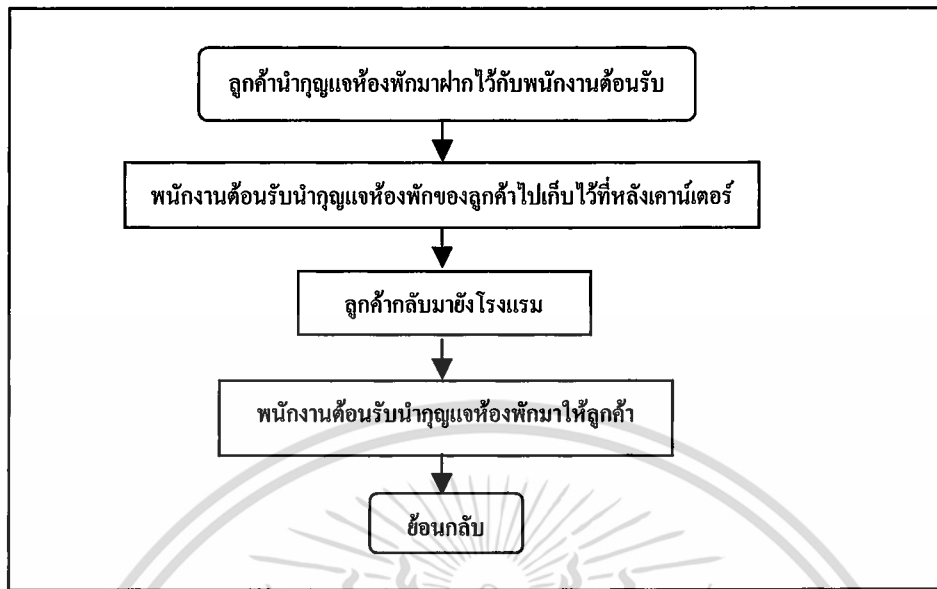 ลูกค้านำกุญแจห้องพักมาฝากไว้กับพนักงานต้อนรับ
พนักงานต้อนรับนำกุญแจห้องพักของลูกค้าไปเก็บไว้ที่หลังเคาน์เตอร์
ลูกค้ากลับมายังโรงแรม
พนักงานต้อนรับนำกุญแจห้องพักมาให้ลูกค้า
ย้อนกลับ